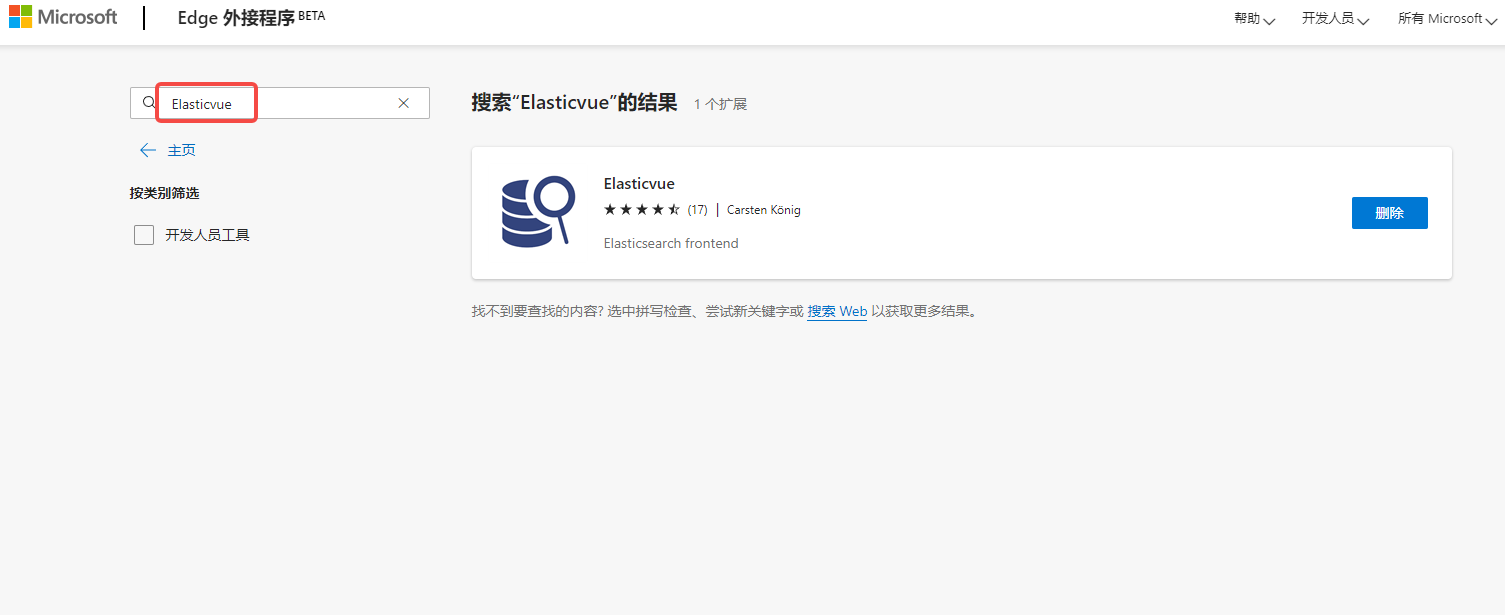 Microsoft
Edge 外接程序 BETA
帮助
开发人员
所有 Microsoft
Elasticvue
主页
按类别筛选
开发人员工具
搜索“Elasticvue”的结果 1 个扩展
Elasticvue
(17) | Carsten König
Elasticsearch frontend
删除
找不到要查找的内容? 选中拼写检查、尝试新关键字或 搜索 Web 以获取更多结果。